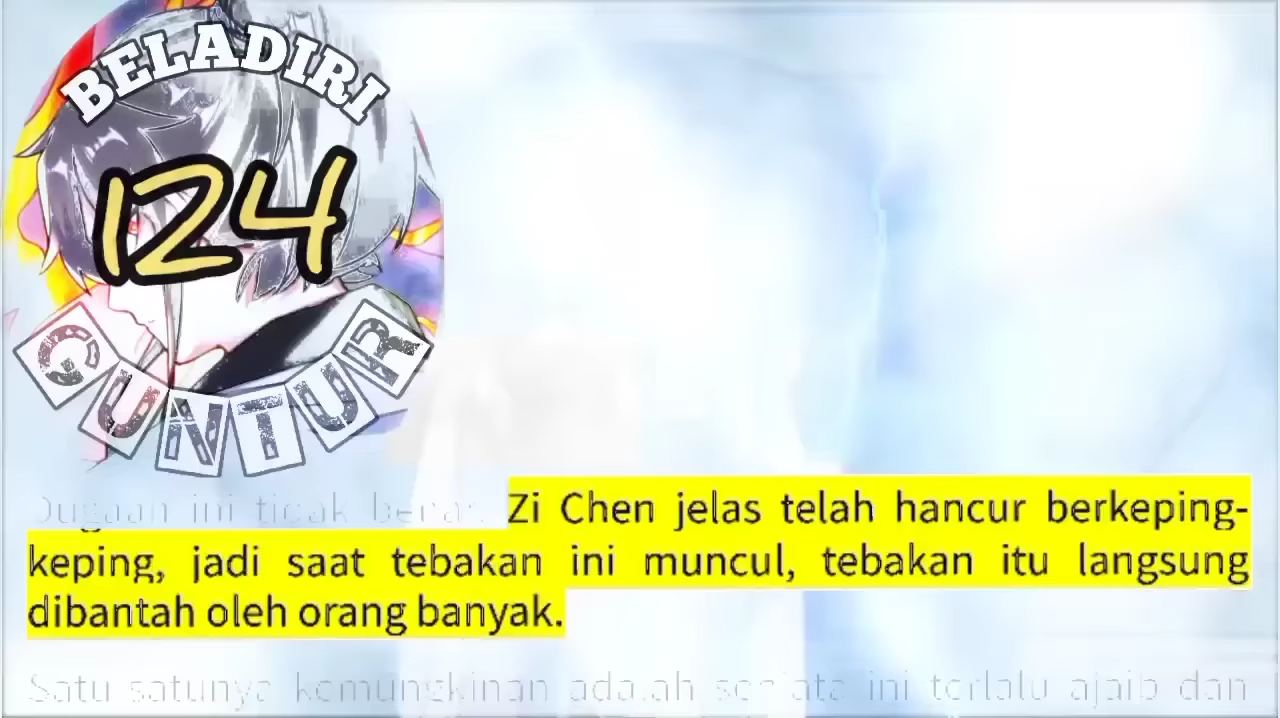 BELADIRI
124
GUNTUR
Dugaan ini tidak benar. Zi Chen jelas telah hancur berkeping-
keping, jadi saat tebakan ini muncul, tebakan itu langsung
dibantah oleh orang banyak.
Satu satunya kemungkinan adalah senjata ini terlalu ajaib dan